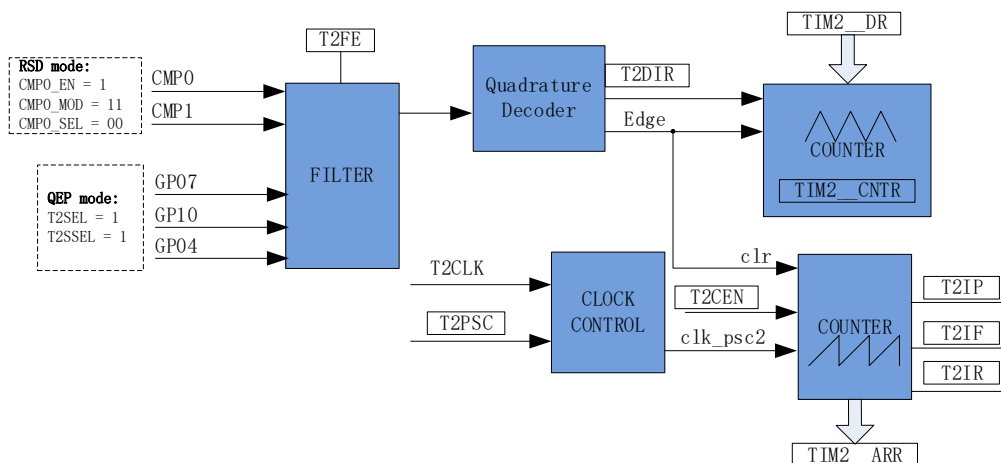 TIM2__DR
T2FE
RSD mode:
CMP0_EN = 1
CMP0_MOD = 11
CMP0_SEL = 00
CMP0
CMP1
QEP mode:
T2SEL = 1
T2SSEL = 1
GP07
GP10
GP04
FILTER
Quadrature
Decoder
T2DIR
Edge
COUNTER
TIM2__CNTR
T2CLK
T2PSC
CLOCK
CONTROL
clr
T2CEN
clk_psc2
COUNTER
T2IP
T2IF
T2IR
TIM2__ARR